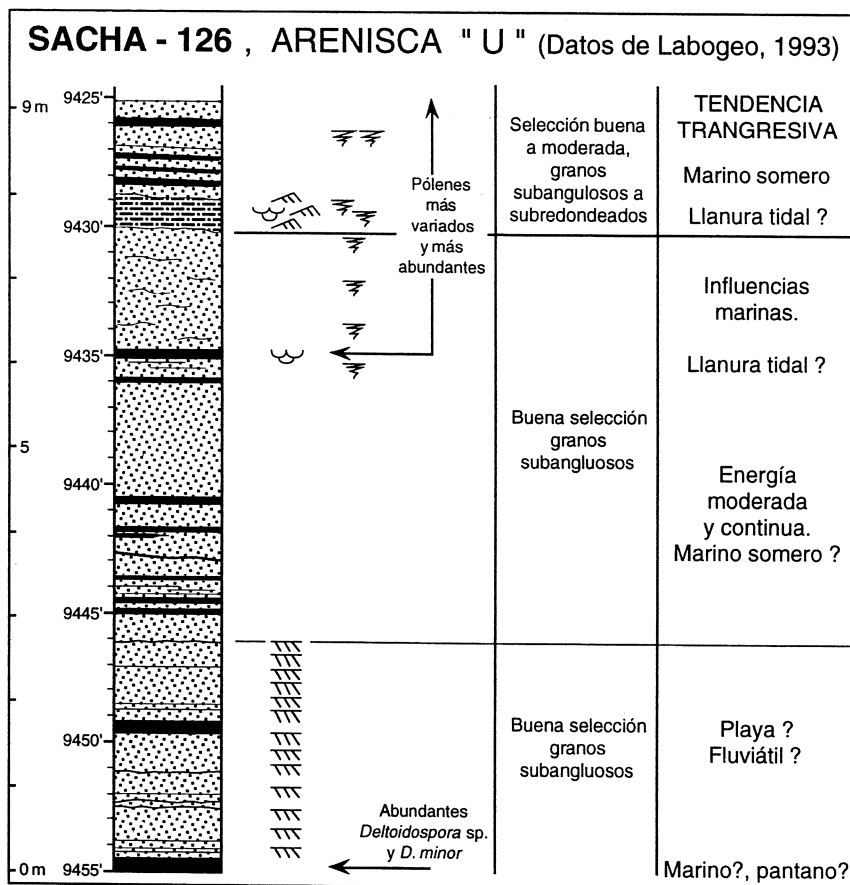 SACHA - 126 , ARENISCA " U " (Datos de Labogeo, 1993)
9 m
5
0 m
9425'
9430'
9435'
9440'
9445'
9450'
9455'
Pólenes
más
variados
y más
abundantes
Abundantes
Deltoidospora sp.
y D. minor
Selección buena
a moderada,
granos
subangulosos a
subredondeados
Buena selección
granos
subangluosos
Buena selección
granos
subangluosos
TENDENCIA
TRANGRESIVA
Marino somero
Llanura tidal ?
Influencias
marinas.
Llanura tidal ?
Energía
moderada
y continua.
Marino somero ?
Playa ?
Fluviátil ?
Marino?, pantano?